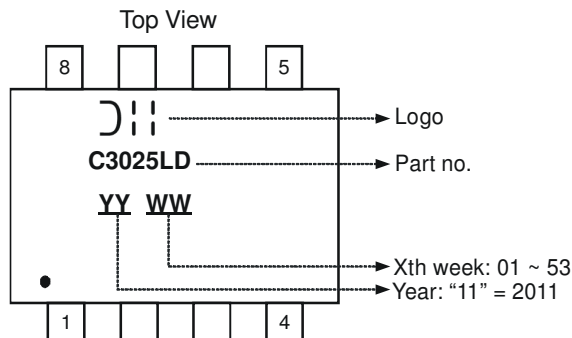 Top View
8 5
Logo
C3025LD Part no.
YY WW
Xth week: 01 ~ 53
Year: “11” = 2011
1 4